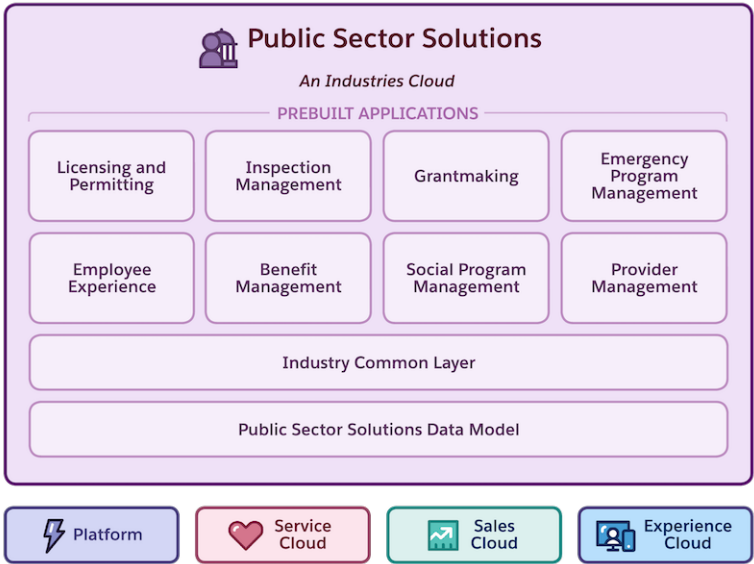 Public Sector Solutions
An Industries Cloud
PREBUILT APPLICATIONS
Licensing and
Permitting
Inspection
Management
Grantmaking
Emergency
Program
Management
Employee
Experience
Benefit
Management
Social Program
Management
Provider
Management
Industry Common Layer
Public Sector Solutions Data Model
Platform
Service
Cloud
Sales
Cloud
Experience
Cloud